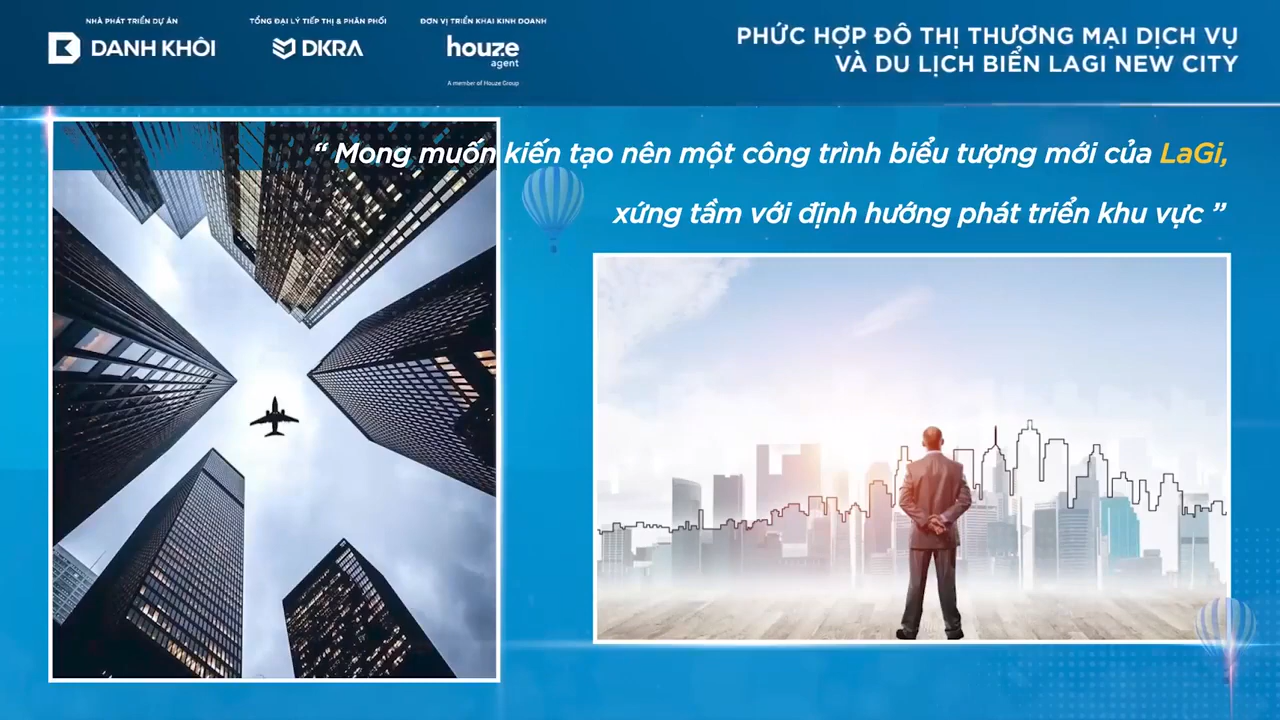 NHÀ PHÁT TRIỂN DỰ ÁN
DANH KHÔI
TỔNG ĐẠI LÝ TIẾP THỊ & PHÂN PHỐI
DKRA
ĐƠN VỊ TRIỂN KHAI KINH DOANH
houze
agent
A member of Houze Group
PHỨC HỢP ĐÔ THỊ THƯƠNG MẠI DỊCH VỤ
VÀ DU LỊCH BIỂN LAGI NEW CITY
“ Mong muốn kiến tạo nên một công trình biểu tượng mới của LaGi,
xứng tầm với định hướng phát triển khu vực ”